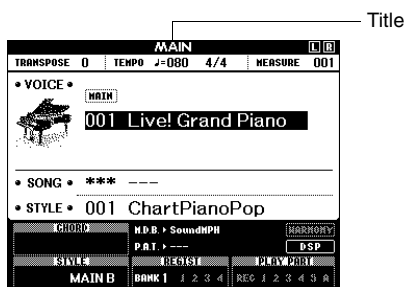 Title
MAIN L R
TRANSPOSE 0 TEMPO ♩=080 4/4 MEASURE 001
• VOICE •
MAIN
001 Live! Grand Piano
• SONG • *** ---
• STYLE • 001 ChartPianoPop
CHORD M.D.B. ▸ SoundMPH HARMONY
P.A.T. ▸ --- DSP
STYLE REGIST PLAY PART
MAIN B BANK 1 1 2 3 4 REC 1 2 3 4 5 A